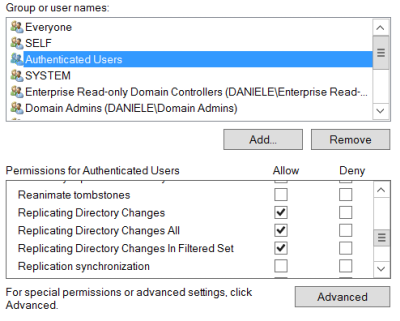 Group or user names:
Everyone
SELF
Authenticated Users
SYSTEM
Enterprise Read-only Domain Controllers (DANIELE\Enterprise Read-...
Domain Admins (DANIELE\Domain Admins)
Add...
Remove
Permissions for Authenticated Users Allow Deny
Reanimate tombstones
Replicating Directory Changes
Replicating Directory Changes All
Replicating Directory Changes In Filtered Set
Replication synchronization
For special permissions or advanced settings, click
Advanced.
Advanced